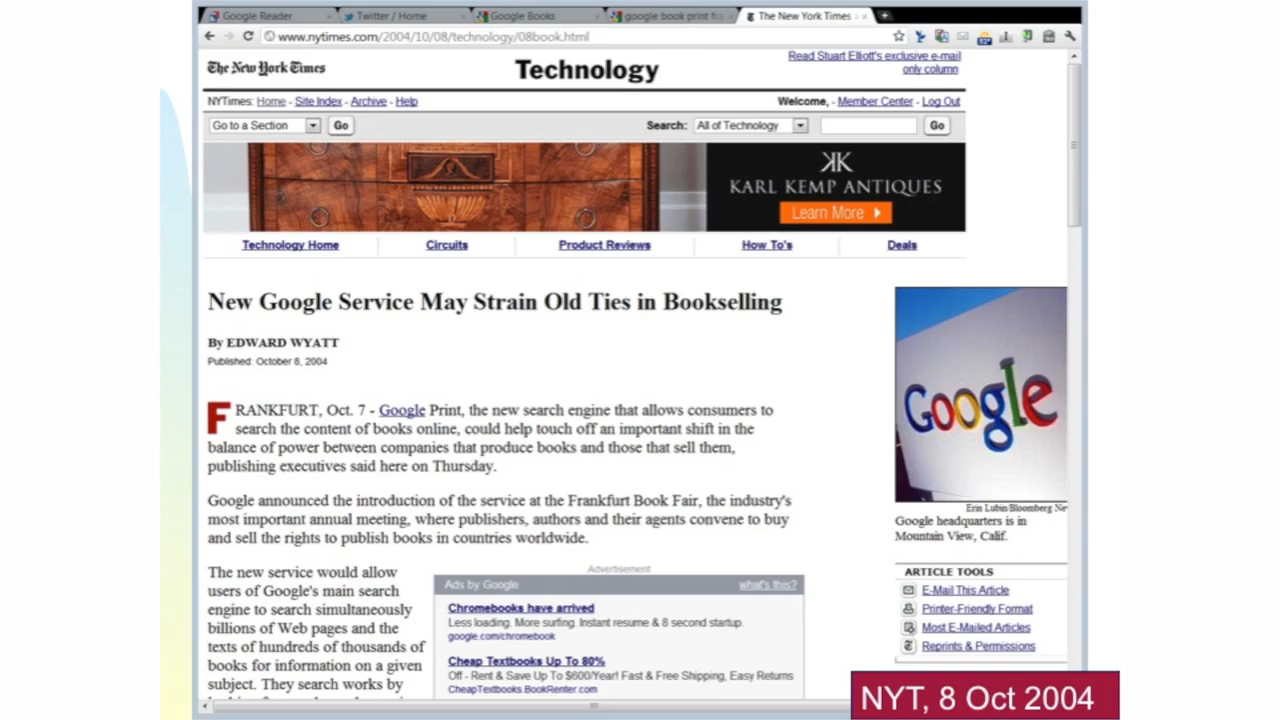 Google Reader
Twitter / Home
Google Books
google book print fra
The New York Times
www.nytimes.com/2004/10/08/technology/08book.html
The New York Times
Technology
Read Stuart Elliott's exclusive e-mail
only column
NYTimes: Home - Site Index - Archive - Help
Welcome, - Member Center - Log Out
Go to a Section
Go
Search:
All of Technology
Go
KARL KEMP ANTIQUES
Learn More
Technology Home
Circuits
Product Reviews
How To's
Deals
New Google Service May Strain Old Ties in Bookselling
By EDWARD WYATT
Published: October 8, 2004
FRANKFURT, Oct. 7 - Google Print, the new search engine that allows consumers to
search the content of books online, could help touch off an important shift in the
balance of power between companies that produce books and those that sell them,
publishing executives said here on Thursday.
Google announced the introduction of the service at the Frankfurt Book Fair, the industry's
most important annual meeting, where publishers, authors and their agents convene to buy
and sell the rights to publish books in countries worldwide.
The new service would allow
users of Google's main search
engine to search simultaneously
billions of Web pages and the
texts of hundreds of thousands of
books for information on a given
subject. They search works by
Advertisement
Ads by Google
what's this?
Chromebooks have arrived
Less loading. More surfing. Instant resume & 8 second startup.
google.com/chromebook
Cheap Textbooks Up To 80%
Off - Rent & Save Up To $600/Year! Fast & Free Shipping, Easy Returns
CheapTextbooks.BookRenter.com
Google
Erin Lubin/Bloomberg Ne
Google headquarters is in
Mountain View, Calif.
ARTICLE TOOLS
E-Mail This Article
Printer-Friendly Format
Most E-Mailed Articles
Reprints & Permissions
NYT, 8 Oct 2004